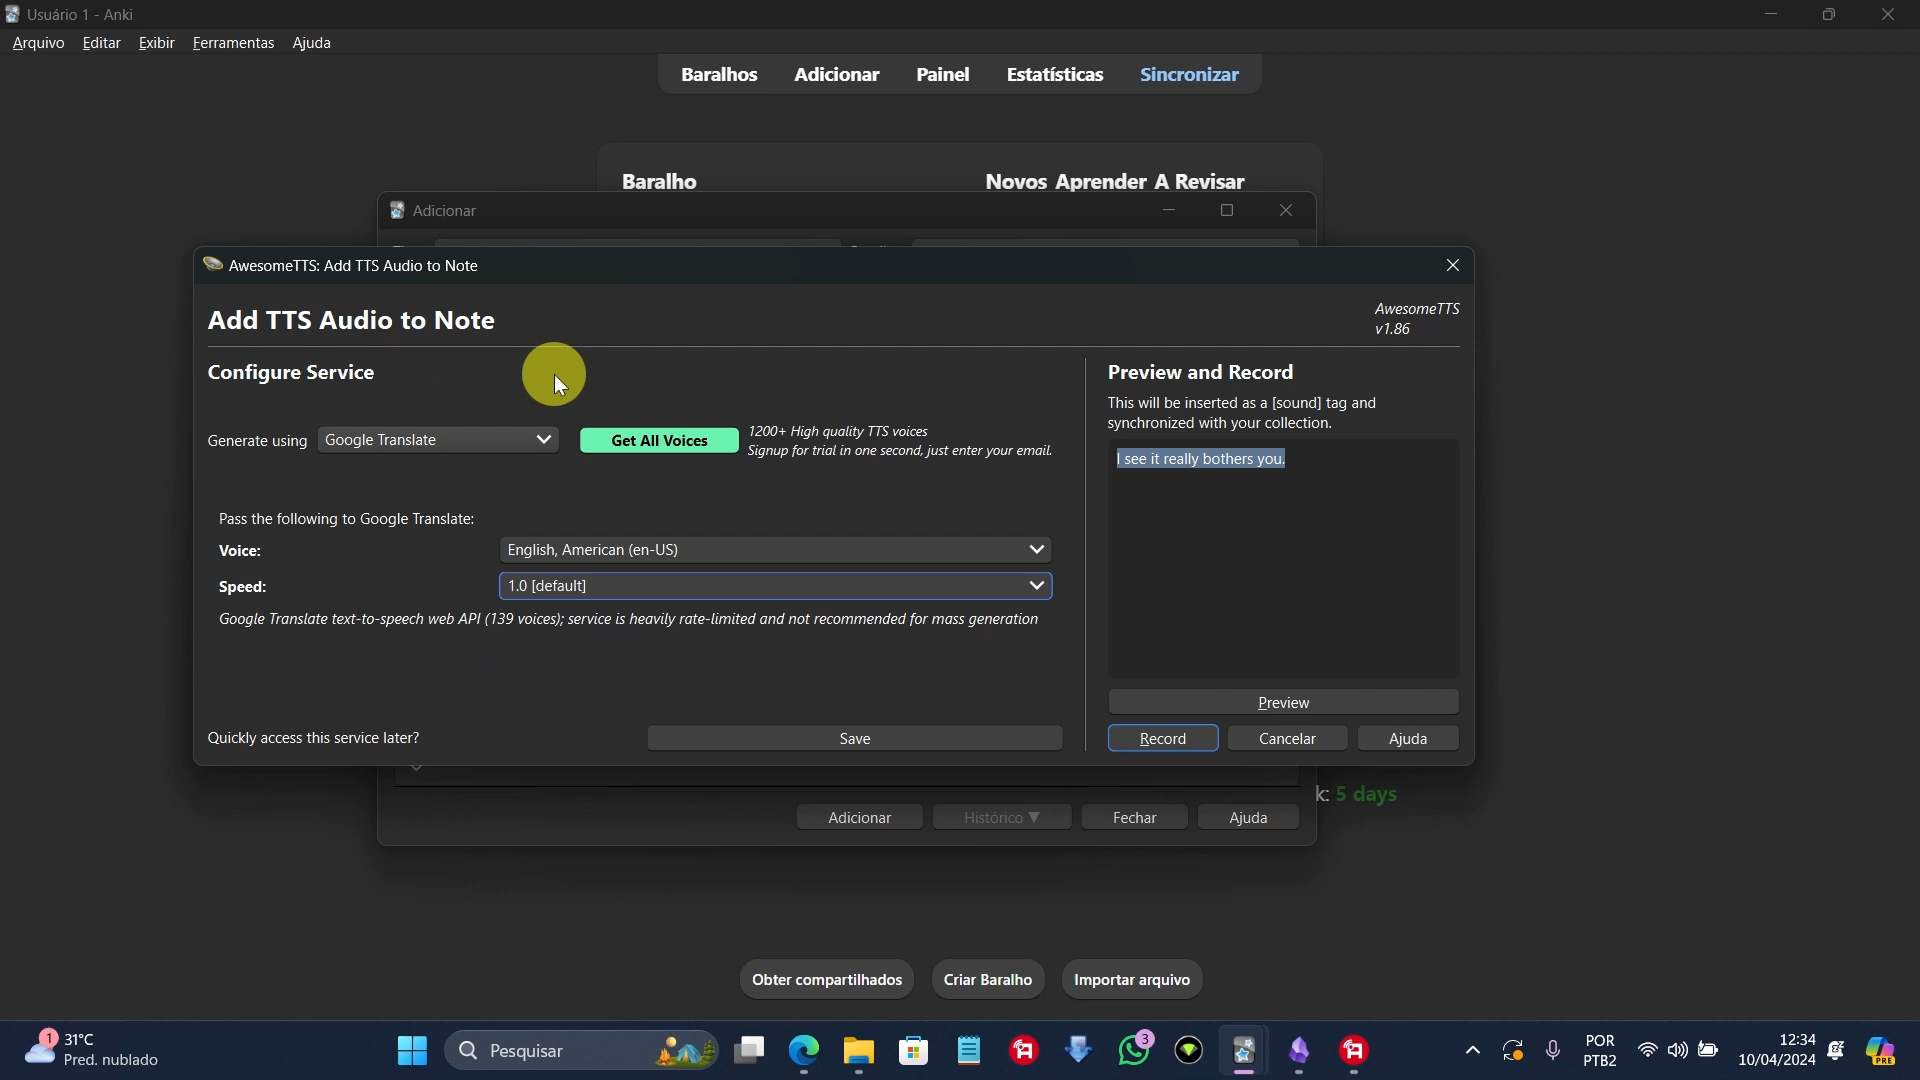 Usuário 1 - Anki
Arquivo Editar Exibir Ferramentas Ajuda
Baralhos Adicionar Painel Estatísticas Sincronizar
Baralho Novos Aprender A Revisar
Adicionar
AwesomeTTS: Add TTS Audio to Note
Add TTS Audio to Note
AwesomeTTS
v1.86
Configure Service
Generate using Google Translate Get All Voices
1200+ High quality TTS voices
Signup for trial in one second, just enter your email.
Pass the following to Google Translate:
Voice: English, American (en-US)
Speed: 1.0 [default]
Google Translate text-to-speech web API (139 voices); service is heavily rate-limited and not recommended for mass generation
Quickly access this service later? Save
Preview and Record
This will be inserted as a [sound] tag and
synchronized with your collection.
I see it really bothers you.
Preview
Record Cancelar Ajuda
k: 5 days
Adicionar Histórico ▼ Fechar Ajuda
Obter compartilhados Criar Baralho Importar arquivo
1 31°C
Pred. nublado
Pesquisar
3
POR
PTB2
12:34
10/04/2024
PRE